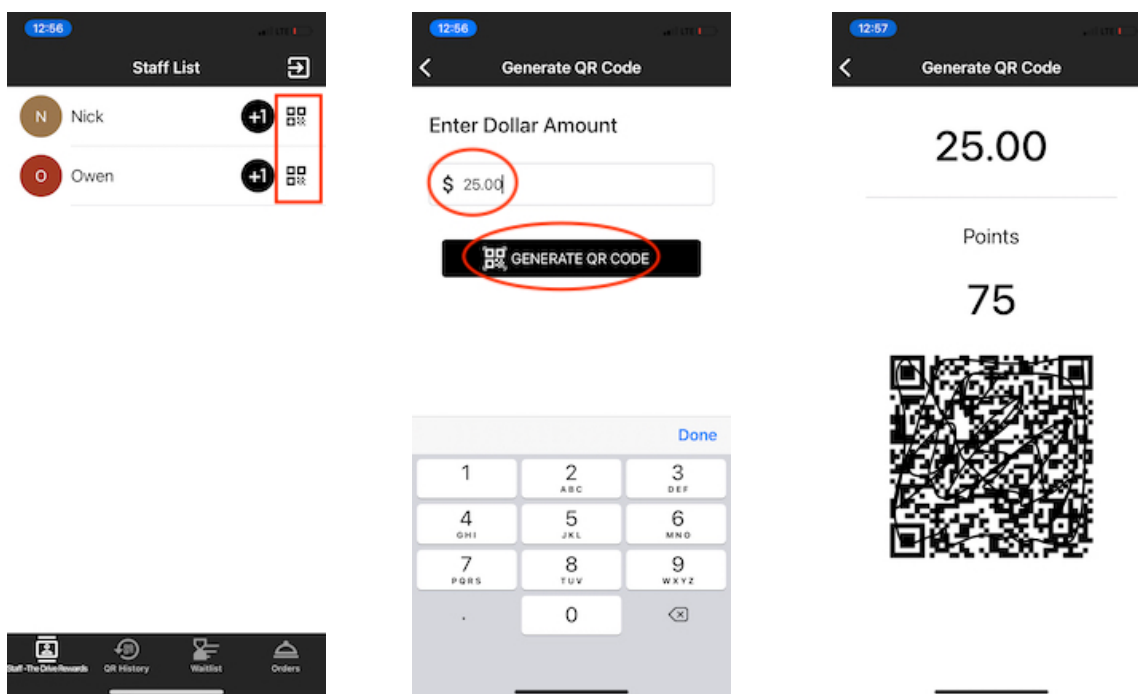 12:56
LTE
Staff List
N Nick +1
O Owen +1
Staff -The Drive Rewards
QR History
Waitlist
Orders
12:56
LTE
Generate QR Code
Enter Dollar Amount
$ 25.00
GENERATE QR CODE
Done
1
2 ABC
3 DEF
4 GHI
5 JKL
6 MNO
7 PQRS
8 TUV
9 WXYZ
.
0
12:57
LTE
Generate QR Code
25.00
Points
75